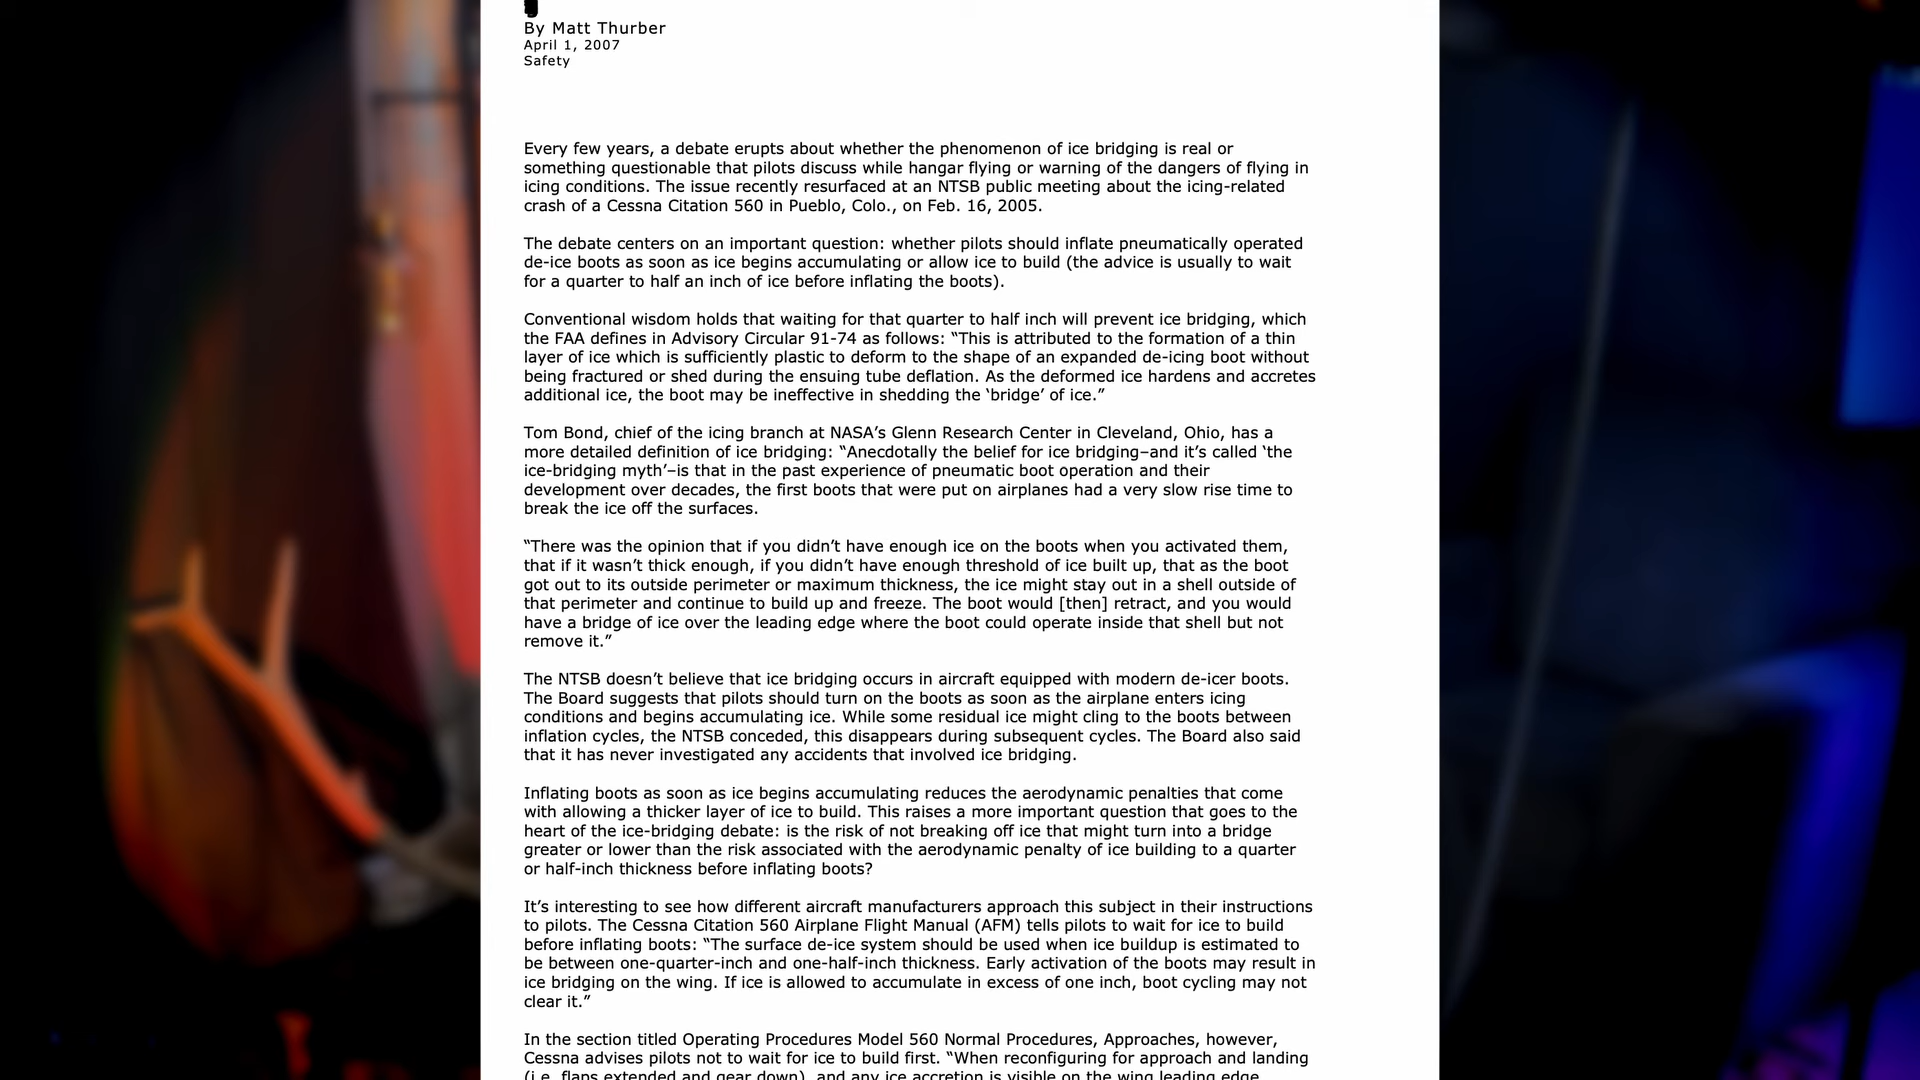 By Matt Thurber
April 1, 2007
Safety
Every few years, a debate erupts about whether the phenomenon of ice bridging is real or
something questionable that pilots discuss while hangar flying or warning of the dangers of flying in
icing conditions. The issue recently resurfaced at an NTSB public meeting about the icing-related
crash of a Cessna Citation 560 in Pueblo, Colo., on Feb. 16, 2005.
The debate centers on an important question: whether pilots should inflate pneumatically operated
de-ice boots as soon as ice begins accumulating or allow ice to build (the advice is usually to wait
for a quarter to half an inch of ice before inflating the boots).
Conventional wisdom holds that waiting for that quarter to half inch will prevent ice bridging, which
the FAA defines in Advisory Circular 91-74 as follows: “This is attributed to the formation of a thin
layer of ice which is sufficiently plastic to deform to the shape of an expanded de-icing boot without
being fractured or shed during the ensuing tube deflation. As the deformed ice hardens and accretes
additional ice, the boot may be ineffective in shedding the ‘bridge’ of ice.”
Tom Bond, chief of the icing branch at NASA’s Glenn Research Center in Cleveland, Ohio, has a
more detailed definition of ice bridging: “Anecdotally the belief for ice bridging–and it’s called ‘the
ice-bridging myth’–is that in the past experience of pneumatic boot operation and their
development over decades, the first boots that were put on airplanes had a very slow rise time to
break the ice off the surfaces.
“There was the opinion that if you didn’t have enough ice on the boots when you activated them,
that if it wasn’t thick enough, if you didn’t have enough threshold of ice built up, that as the boot
got out to its outside perimeter or maximum thickness, the ice might stay out in a shell outside of
that perimeter and continue to build up and freeze. The boot would [then] retract, and you would
have a bridge of ice over the leading edge where the boot could operate inside that shell but not
remove it.”
The NTSB doesn’t believe that ice bridging occurs in aircraft equipped with modern de-icer boots.
The Board suggests that pilots should turn on the boots as soon as the airplane enters icing
conditions and begins accumulating ice. While some residual ice might cling to the boots between
inflation cycles, the NTSB conceded, this disappears during subsequent cycles. The Board also said
that it has never investigated any accidents that involved ice bridging.
Inflating boots as soon as ice begins accumulating reduces the aerodynamic penalties that come
with allowing a thicker layer of ice to build. This raises a more important question that goes to the
heart of the ice-bridging debate: is the risk of not breaking off ice that might turn into a bridge
greater or lower than the risk associated with the aerodynamic penalty of ice building to a quarter
or half-inch thickness before inflating boots?
It’s interesting to see how different aircraft manufacturers approach this subject in their instructions
to pilots. The Cessna Citation 560 Airplane Flight Manual (AFM) tells pilots to wait for ice to build
before inflating boots: “The surface de-ice system should be used when ice buildup is estimated to
be between one-quarter-inch and one-half-inch thickness. Early activation of the boots may result in
ice bridging on the wing. If ice is allowed to accumulate in excess of one inch, boot cycling may not
clear it.”
In the section titled Operating Procedures Model 560 Normal Procedures, Approaches, however,
Cessna advises pilots not to wait for ice to build first. “When reconfiguring for approach and landing
(i.e. flaps extended and gear down), and any ice accretion is visible on the wing leading edge,